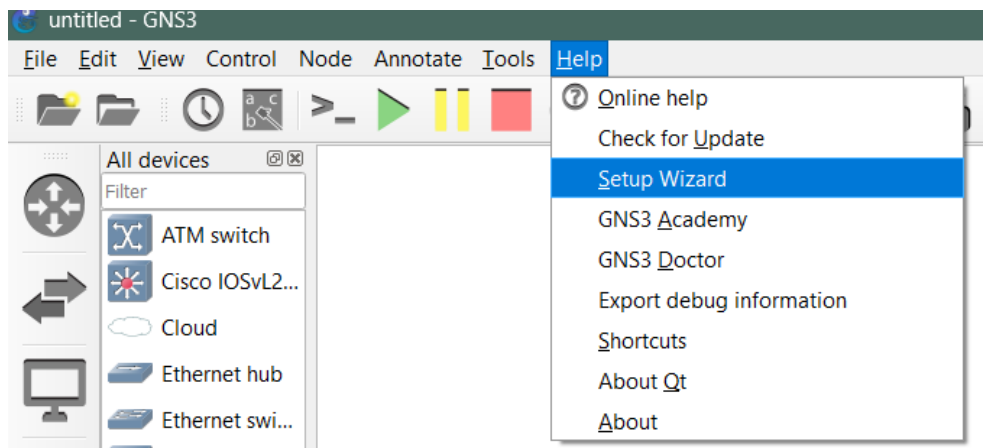 untitled - GNS3
File Edit View Control Node Annotate Tools Help
Online help
Check for Update
Setup Wizard
GNS3 Academy
GNS3 Doctor
Export debug information
Shortcuts
About Qt
About
a c
b
All devices
Filter
ATM switch
Cisco IOSvL2...
Cloud
Ethernet hub
Ethernet swi...